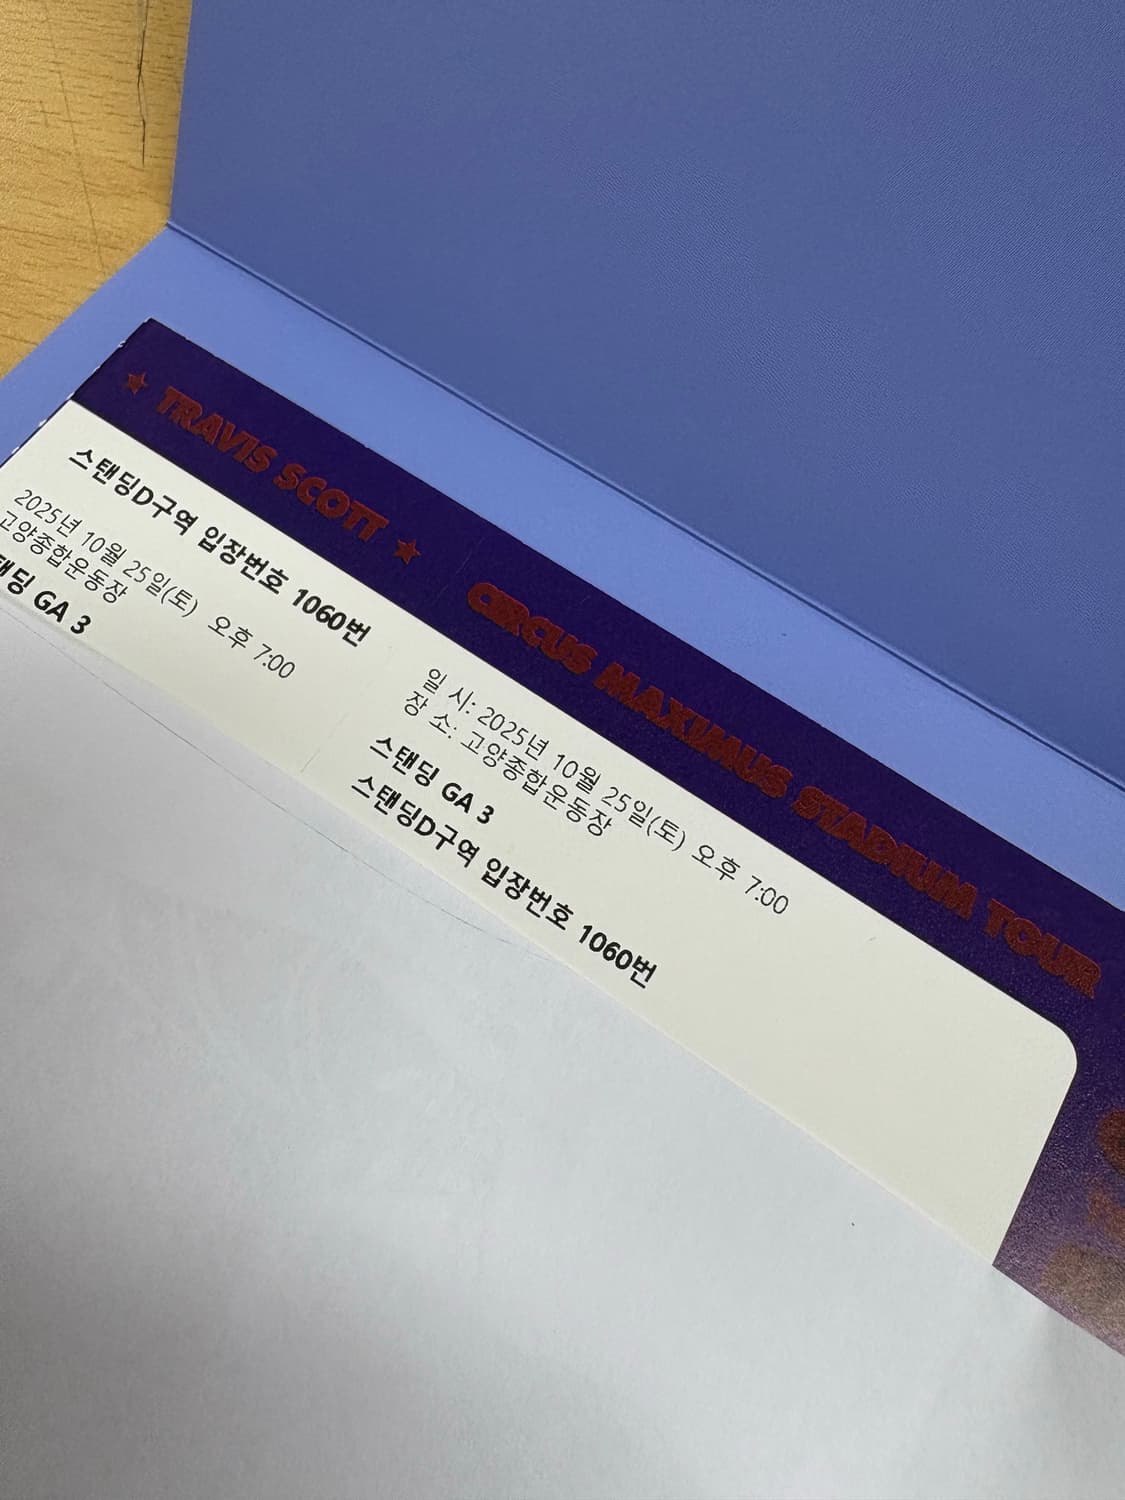 ★ TRAVIS SCOTT ★
스탠딩D구역 입장번호 1060번
2025년 10월 25일(토) 오후 7:00
고양종합운동장
스탠딩 GA 3
CIRCUS MAXIMUS STADIUM TOUR
일 시: 2025년 10월 25일(토) 오후 7:00
장 소: 고양종합운동장
스탠딩 GA 3
스탠딩D구역 입장번호 1060번